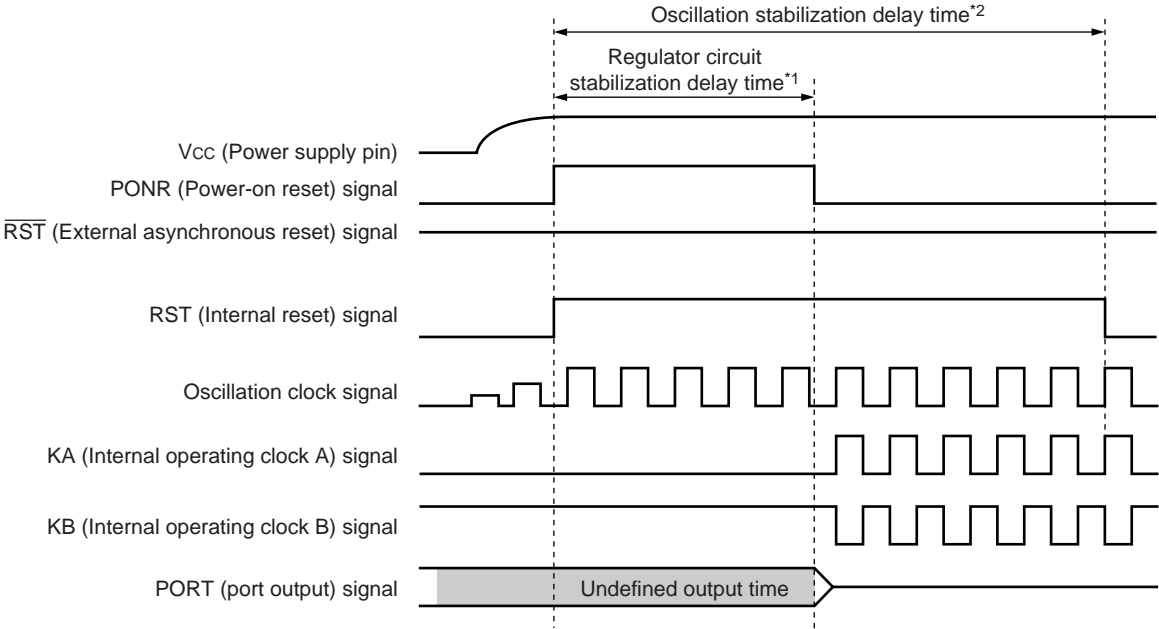 Oscillation stabilization delay time*2
Regulator circuit
stabilization delay time*1
VCC (Power supply pin)
PONR (Power-on reset) signal
R̅S̅T̅ (External asynchronous reset) signal
RST (Internal reset) signal
Oscillation clock signal
KA (Internal operating clock A) signal
KB (Internal operating clock B) signal
PORT (port output) signal
Undefined output time